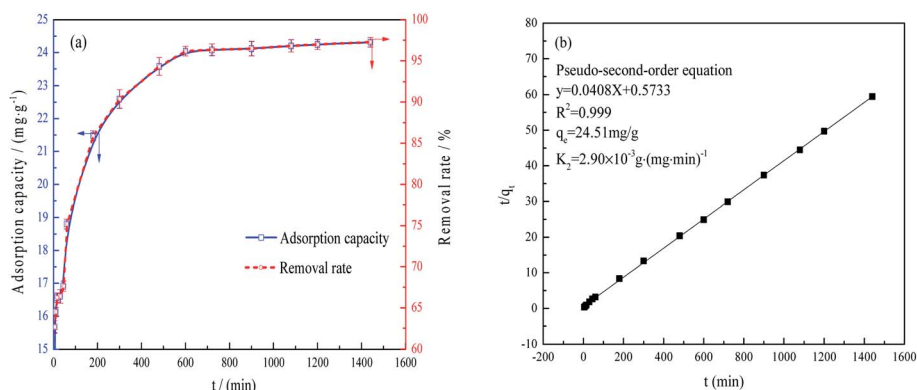 (a)
Adsorption capacity / (mg·g⁻¹)
25
24
23
22
21
20
19
18
17
16
15
100
95
90
85
80
75
70
65
60
55
Removal rate / %
Adsorption capacity
Removal rate
0 200 400 600 800 1000 1200 1400 1600
t / (min)
(b)
Pseudo-second-order equation
y=0.0408X+0.5733
R²=0.999
qₑ=24.51mg/g
K₂=2.90×10⁻³g·(mg·min)⁻¹
t/qₜ
80
70
60
50
40
30
20
10
0
-10
-200 0 200 400 600 800 1000 1200 1400 1600
t (min)